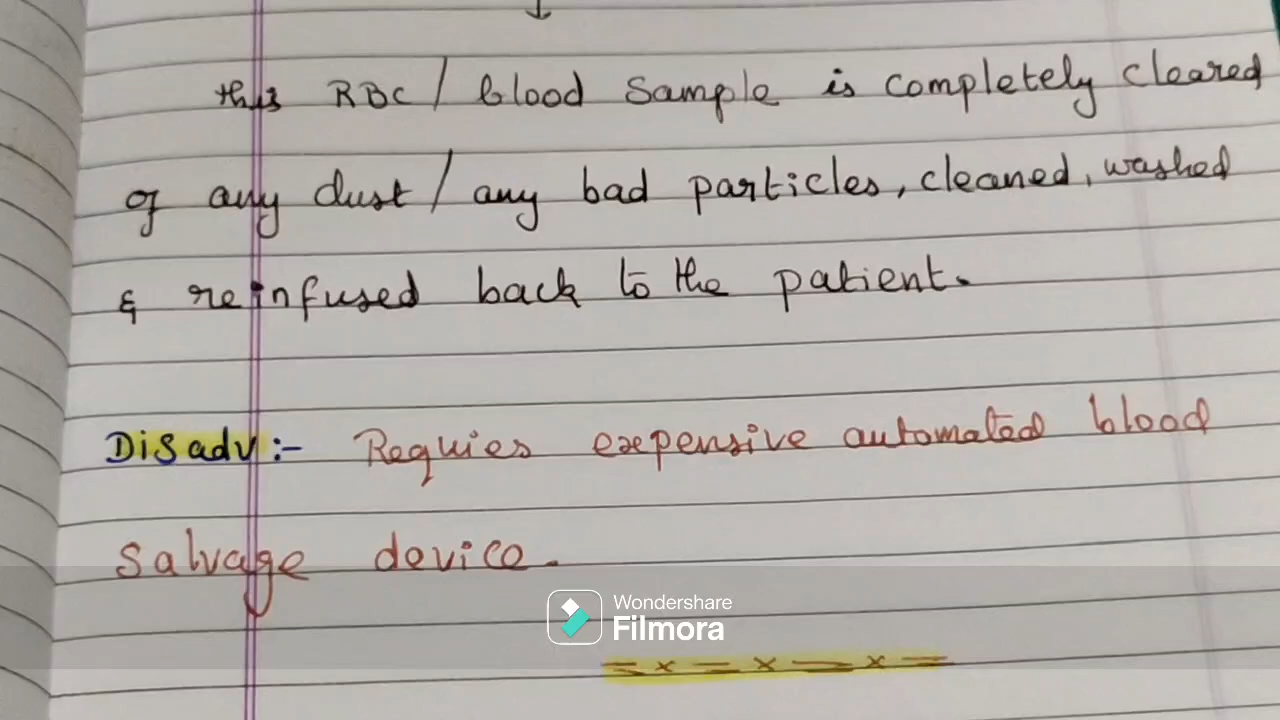 ↓
this RBC / blood sample is completely cleared
of any dust / any bad particles, cleaned, washed
& reinfused back to the patient.
Disadv :- Requies expensive automated blood
salvage device.
Wondershare
Filmora
= x = x = x =